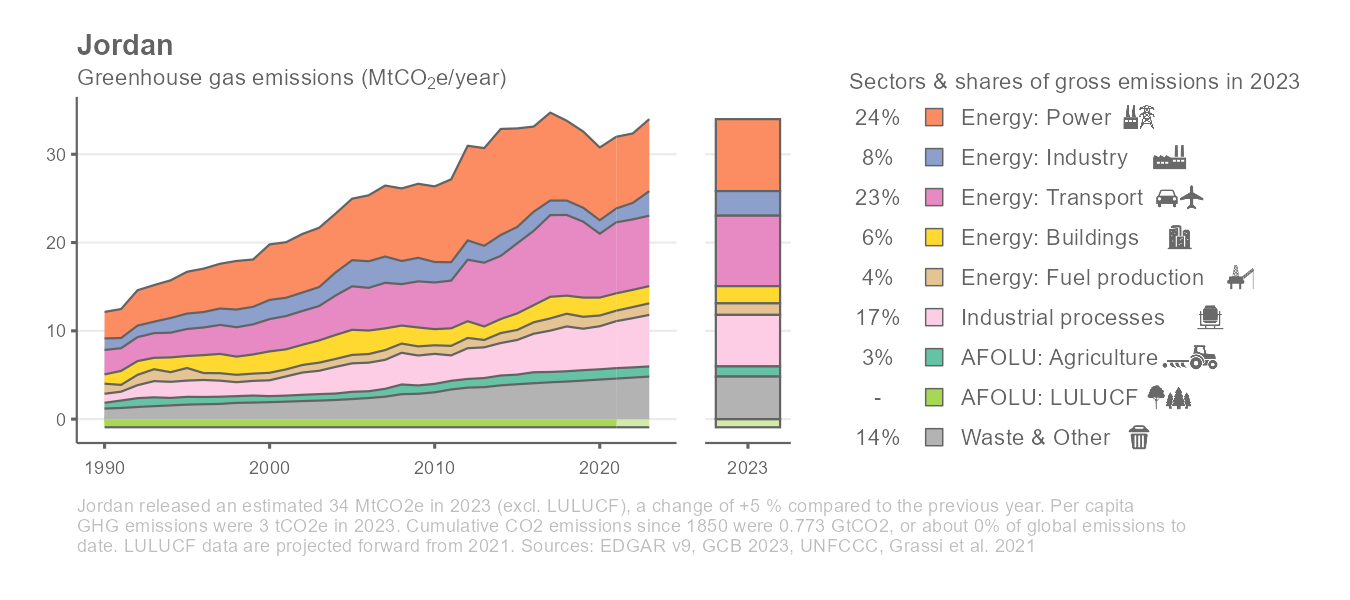 Jordan
Greenhouse gas emissions (MtCO₂e/year)
30
20
10
0
1990
2000
2010
2020
2023
Sectors & shares of gross emissions in 2023
24% Energy: Power
8% Energy: Industry
23% Energy: Transport
6% Energy: Buildings
4% Energy: Fuel production
17% Industrial processes
3% AFOLU: Agriculture
- AFOLU: LULUCF
14% Waste & Other
Jordan released an estimated 34 MtCO2e in 2023 (excl. LULUCF), a change of +5 % compared to the previous year. Per capita
GHG emissions were 3 tCO2e in 2023. Cumulative CO2 emissions since 1850 were 0.773 GtCO2, or about 0% of global emissions to
date. LULUCF data are projected forward from 2021. Sources: EDGAR v9, GCB 2023, UNFCCC, Grassi et al. 2021